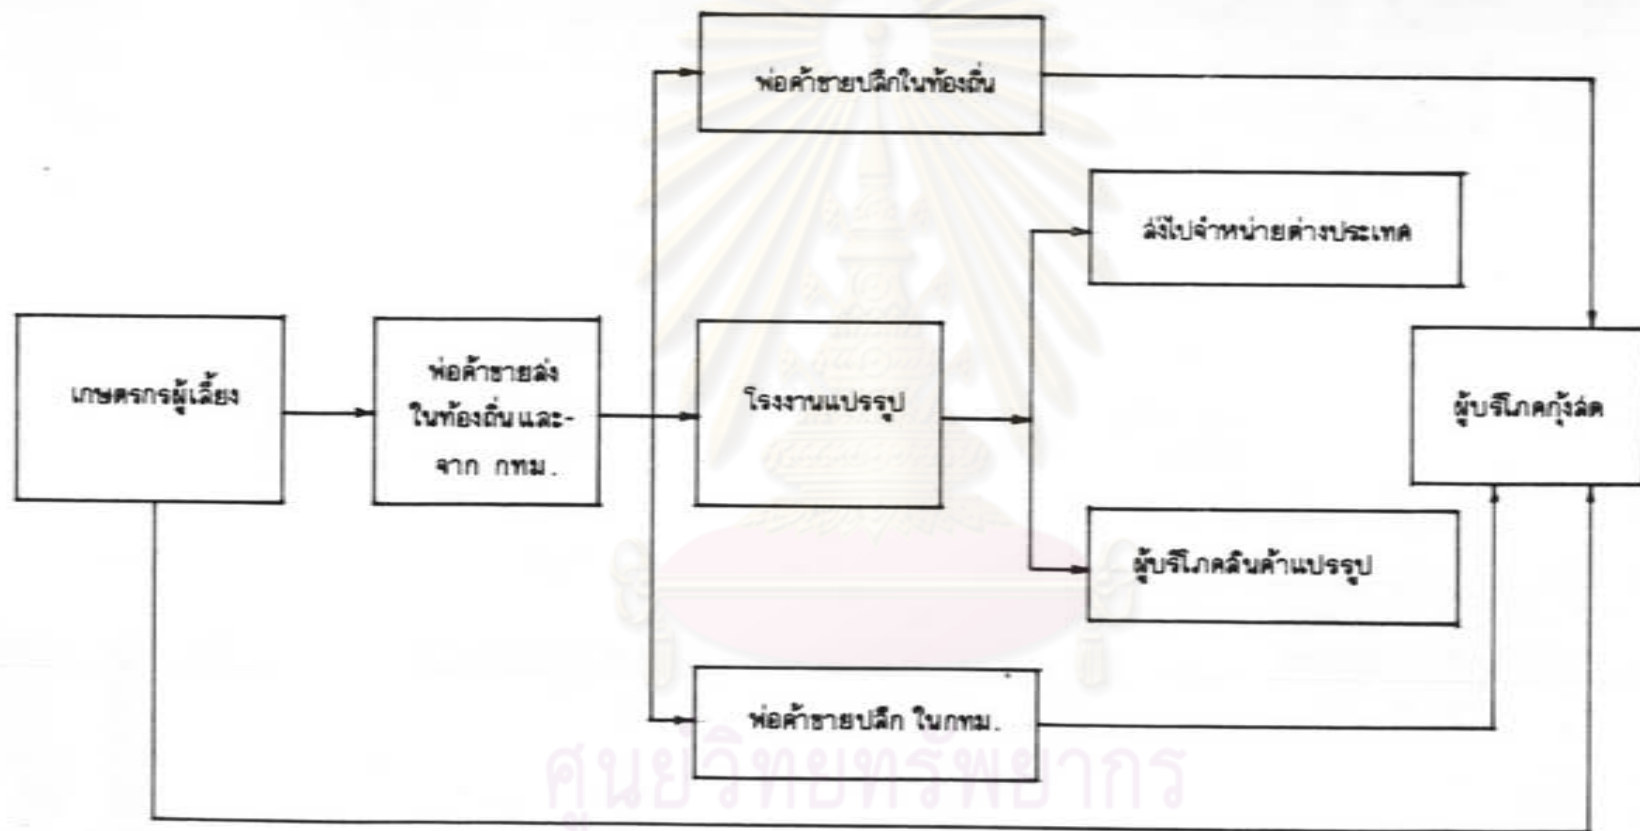 พ่อค้าขายปลีกในท้องถิ่น
ส่งไปจำหน่ายต่างประเทศ
เกษตรกรผู้เลี้ยง
พ่อค้าขายส่ง
ในท้องถิ่นและ-
จาก กทม.
โรงงานแปรรูป
ผู้บริโภคกุ้งสด
ผู้บริโภคสินค้าแปรรูป
พ่อค้าขายปลีก ในกทม.
ศูนย์วิทยทรัพยากร